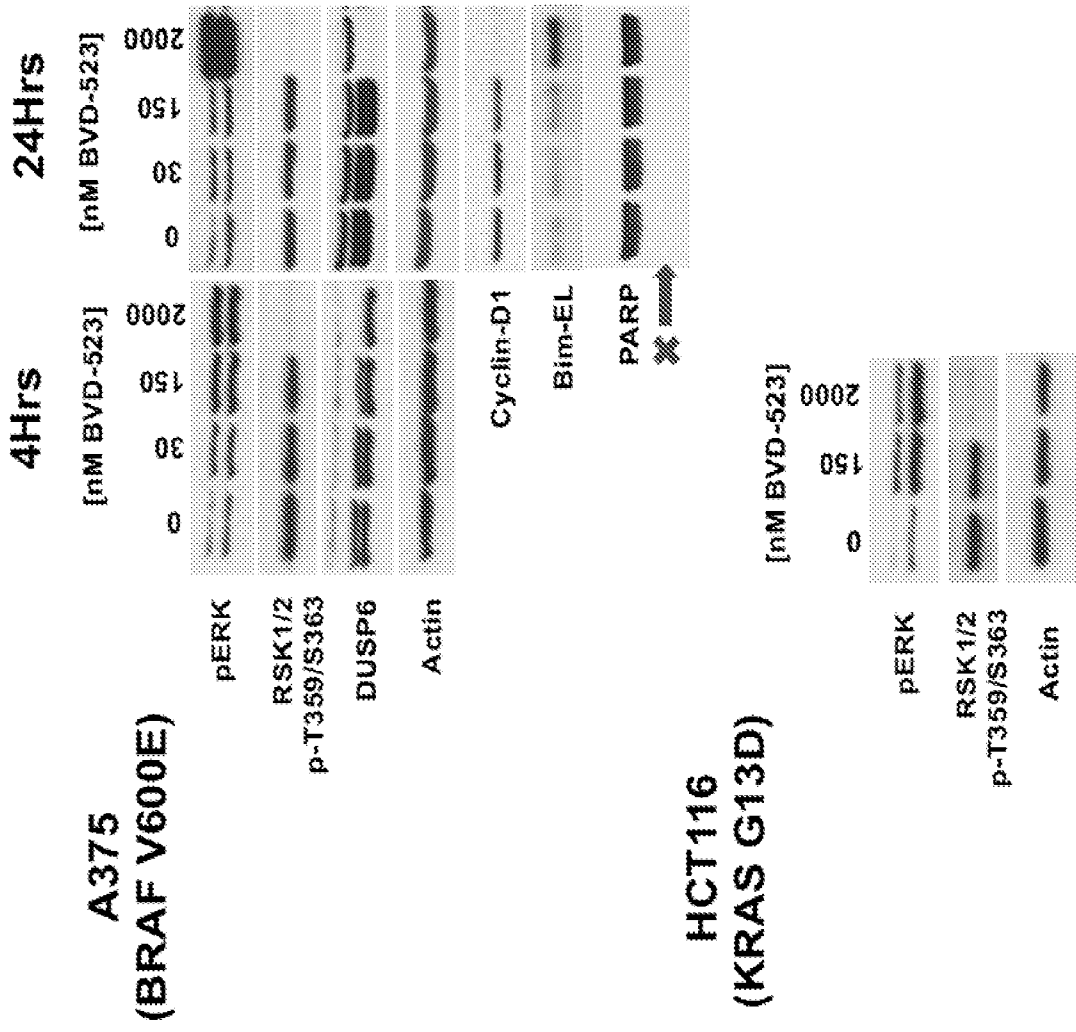 4Hrs
24Hrs
[nM BVD-523]
[nM BVD-523]
0 30 150 2000
0 30 150 2000
A375
(BRAF V600E)
pERK
RSK1/2
p-T359/S363
DUSP6
Actin
Cyclin-D1
Bim-EL
PARP
HCT116
(KRAS G13D)
[nM BVD-523]
0 150 2000
pERK
RSK1/2
p-T359/S363
Actin